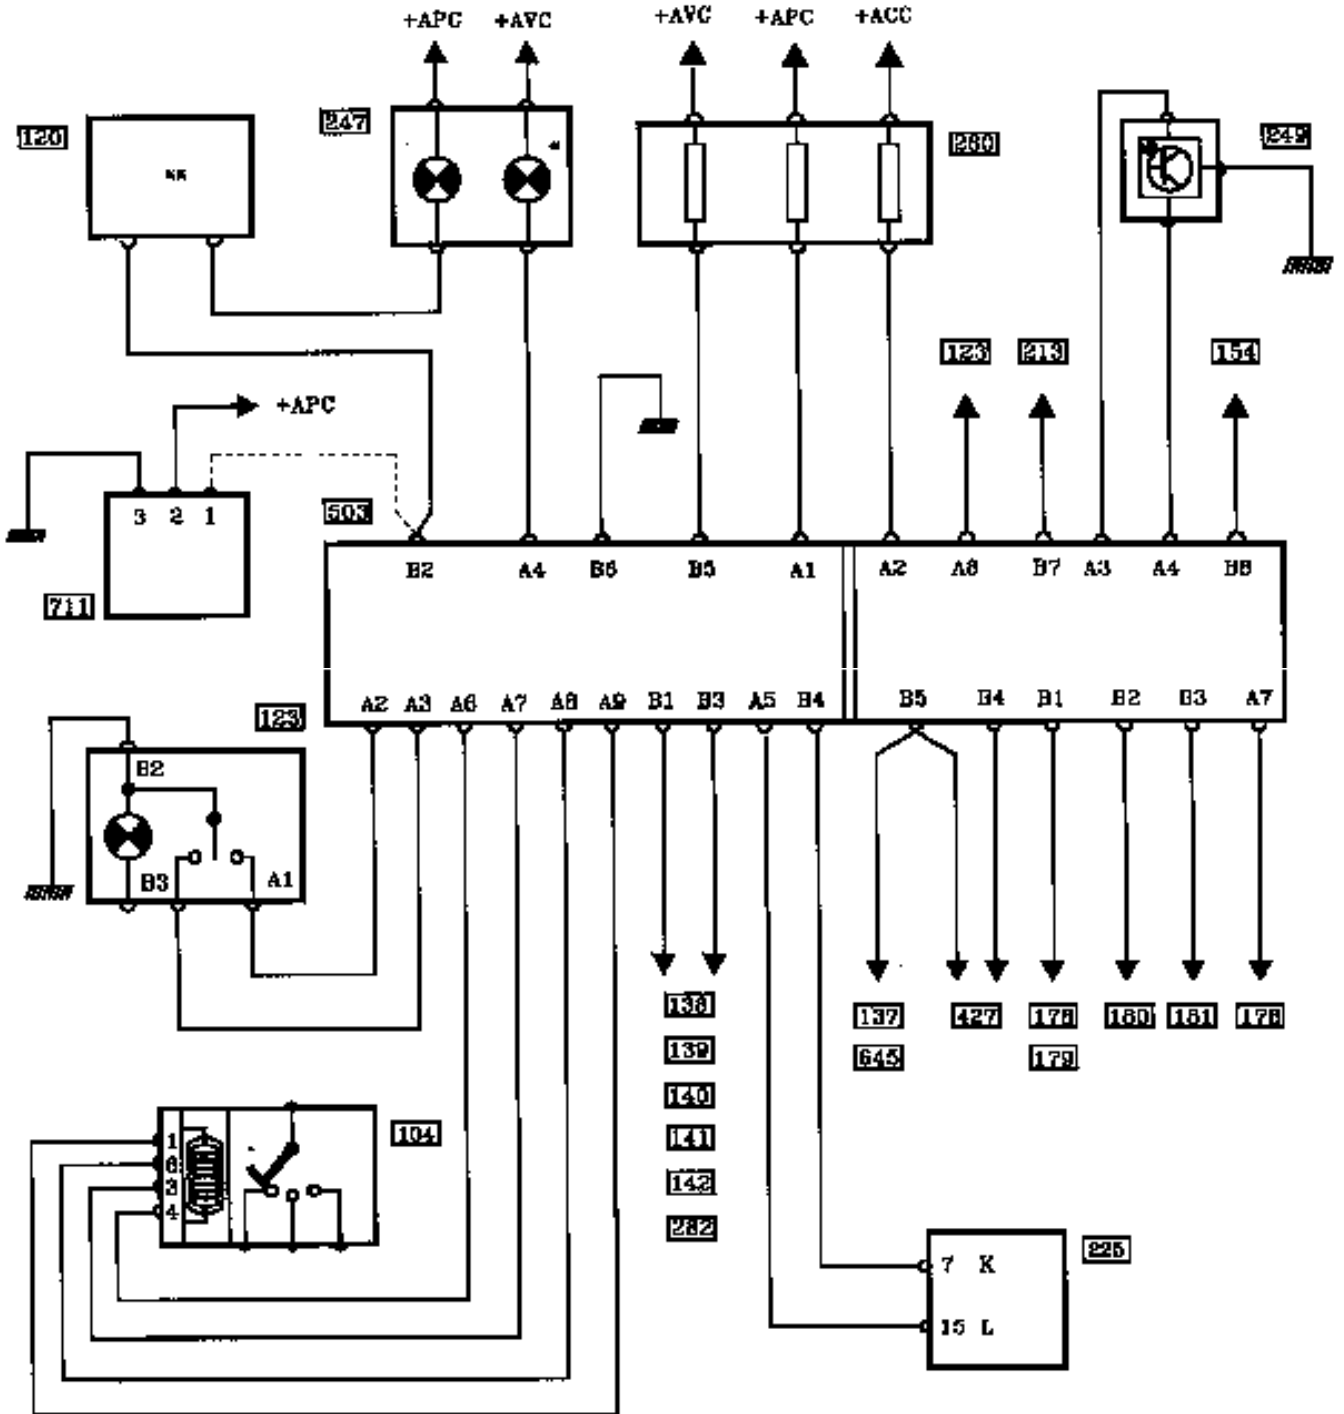 +APC +AVC +AVC +APC +ACC
120 247 260 249
**
123 213 154
+APC
3 2 1
503
B2 A4 B6 B5 A1 A2 A8 B7 A3 A4 B8
711
A2 A3 A6 A7 A8 A9 B1 B3 A5 B4 B5 B4 B1 B2 B3 A7
123
B2
B3 A1
138 137 427 178 180 181 178
139 645 179
140
104
1
6
3
4
141
142
282
225
7 K
15 L